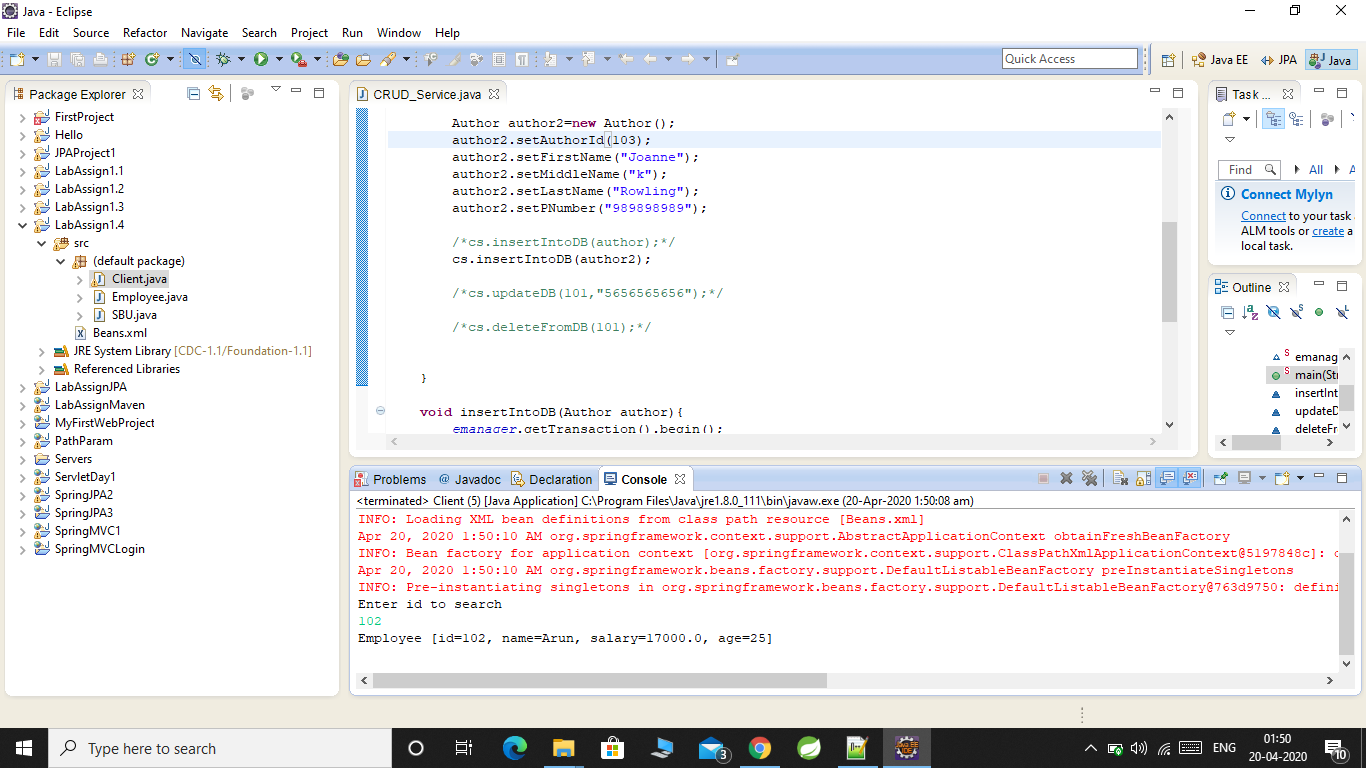 Java - Eclipse
File Edit Source Refactor Navigate Search Project Run Window Help
Quick Access
Java EE
JPA
Java
Package Explorer
FirstProject
Hello
JPAProject1
LabAssign1.1
LabAssign1.2
LabAssign1.3
LabAssign1.4
src
(default package)
Client.java
Employee.java
SBU.java
Beans.xml
JRE System Library [CDC-1.1/Foundation-1.1]
Referenced Libraries
LabAssignJPA
LabAssignMaven
MyFirstWebProject
PathParam
Servers
ServletDay1
SpringJPA2
SpringJPA3
SpringMVC1
SpringMVCLogin
CRUD_Service.java
Author author2=new Author();
author2.setAuthorId(103);
author2.setFirstName("Joanne");
author2.setMiddleName("k");
author2.setLastName("Rowling");
author2.setPNumber("989898989");
/*cs.insertIntoDB(author);*/
cs.insertIntoDB(author2);
/*cs.updateDB(101,"5656565656");*/
/*cs.deleteFromDB(101);*/
}
void insertIntoDB(Author author){
emanager.getTransaction().begin();
Task ...
Find
All
A
Connect Mylyn
Connect to your task
ALM tools or create a
local task.
Outline
S emanag
S main(Str
insertInt
updateD
deleteFr
Problems @ Javadoc Declaration Console
<terminated> Client (5) [Java Application] C:\Program Files\Java\jre1.8.0_111\bin\javaw.exe (20-Apr-2020 1:50:08 am)
INFO: Loading XML bean definitions from class path resource [Beans.xml]
Apr 20, 2020 1:50:10 AM org.springframework.context.support.AbstractApplicationContext obtainFreshBeanFactory
INFO: Bean factory for application context [org.springframework.context.support.ClassPathXmlApplicationContext@5197848c]: o
Apr 20, 2020 1:50:10 AM org.springframework.beans.factory.support.DefaultListableBeanFactory preInstantiateSingletons
INFO: Pre-instantiating singletons in org.springframework.beans.factory.support.DefaultListableBeanFactory@763d9750: defini
Enter id to search
102
Employee [id=102, name=Arun, salary=17000.0, age=25]
Type here to search
3
ENG
01:50
20-04-2020
10